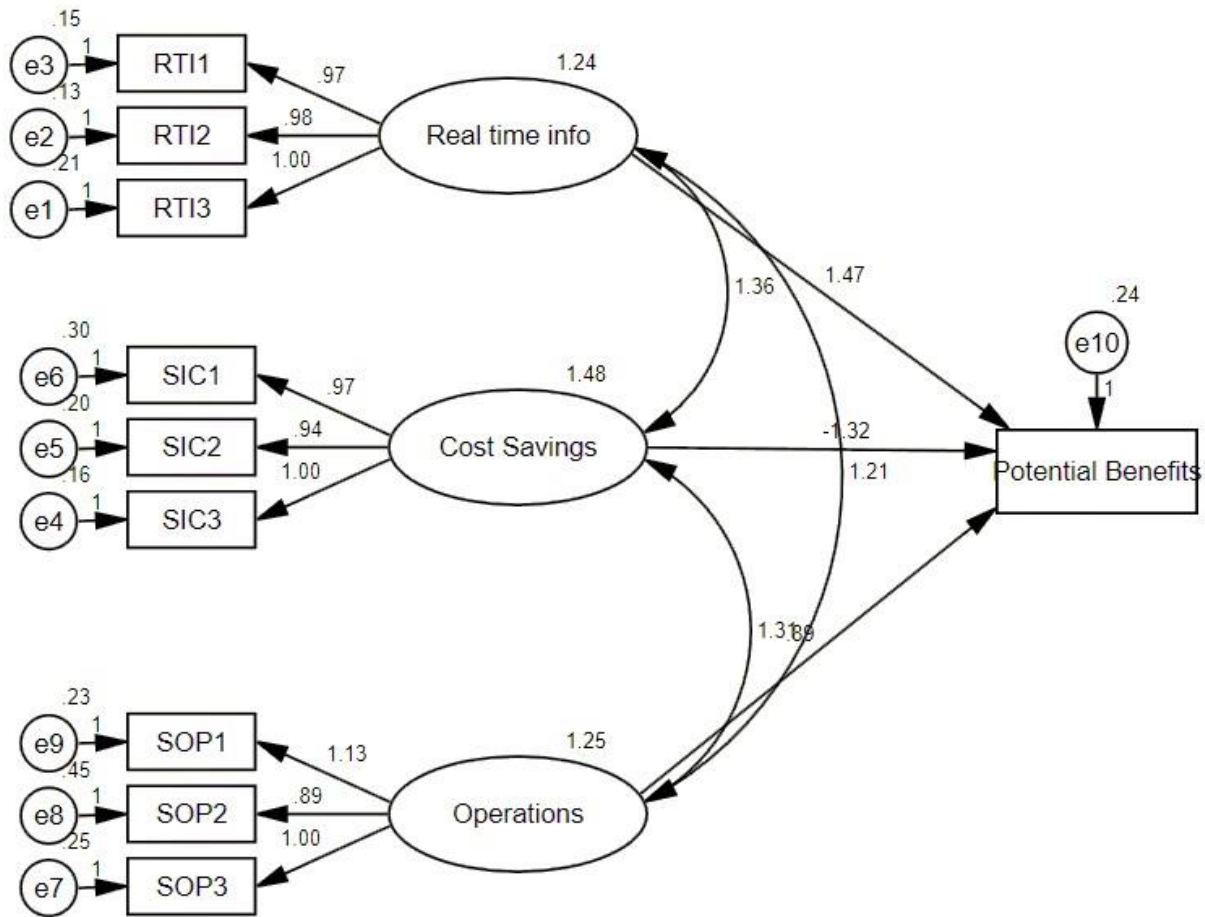 .15
1
e3
RTI1
.97
1.24
.13
1
e2
RTI2
.98
Real time info
.21
1
e1
RTI3
1.00
1.47
1.36
.24
e10
1
.30
1
e6
SIC1
.97
1.48
.20
1
e5
SIC2
.94
Cost Savings
-1.32
1.21
Potential Benefits
.16
1
e4
SIC3
1.00
1.31
.89
.23
1
e9
SOP1
1.13
1.25
.45
1
e8
SOP2
.89
Operations
.25
1
e7
SOP3
1.00